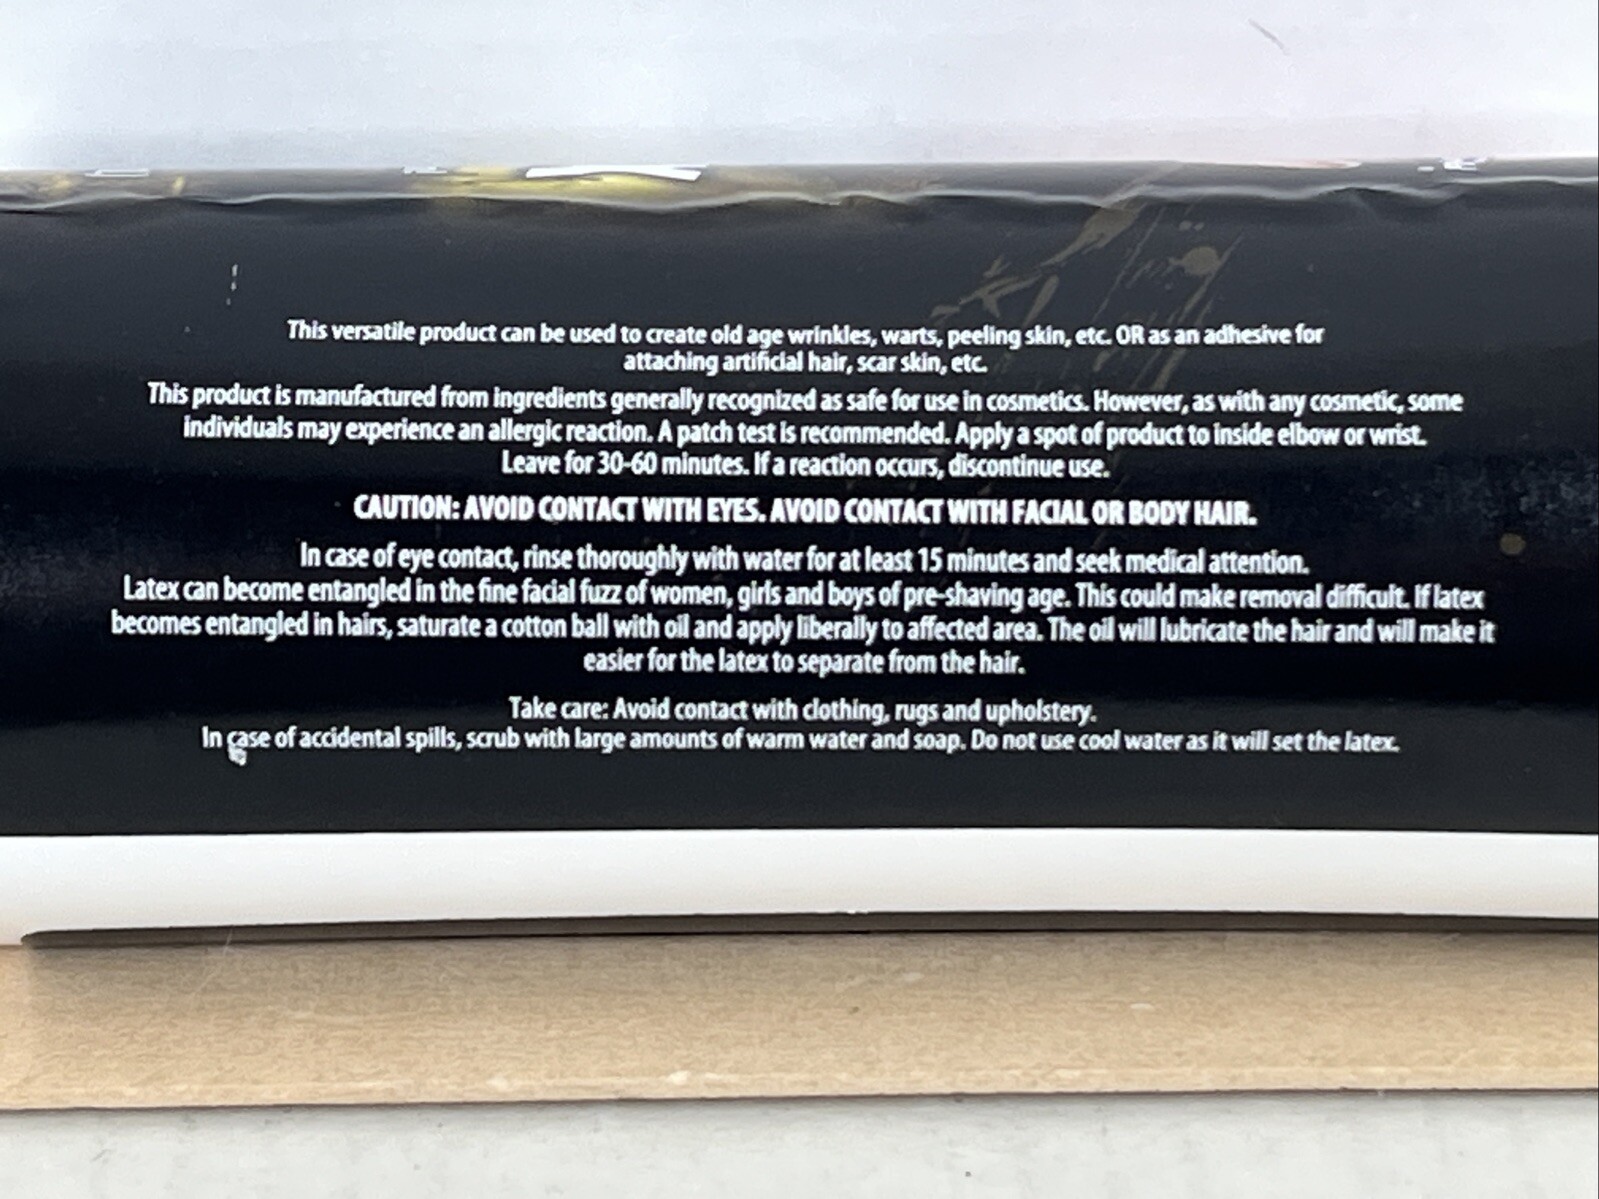 This versatile product can be used to create old age wrinkles, warts, peeling skin, etc. OR as an adhesive for
attaching artificial hair, scar skin, etc.
This product is manufactured from ingredients generally recognized as safe for use in cosmetics. However, as with any cosmetic, some
individuals may experience an allergic reaction. A patch test is recommended. Apply a spot of product to inside elbow or wrist.
Leave for 30-60 minutes. If a reaction occurs, discontinue use.
CAUTION: AVOID CONTACT WITH EYES. AVOID CONTACT WITH FACIAL OR BODY HAIR.
In case of eye contact, rinse thoroughly with water for at least 15 minutes and seek medical attention.
Latex can become entangled in the fine facial fuzz of women, girls and boys of pre-shaving age. This could make removal difficult. If latex
becomes entangled in hairs, saturate a cotton ball with oil and apply liberally to affected area. The oil will lubricate the hair and will make it
easier for the latex to separate from the hair.
Take care: Avoid contact with clothing, rugs and upholstery.
In case of accidental spills, scrub with large amounts of warm water and soap. Do not use cool water as it will set the latex.